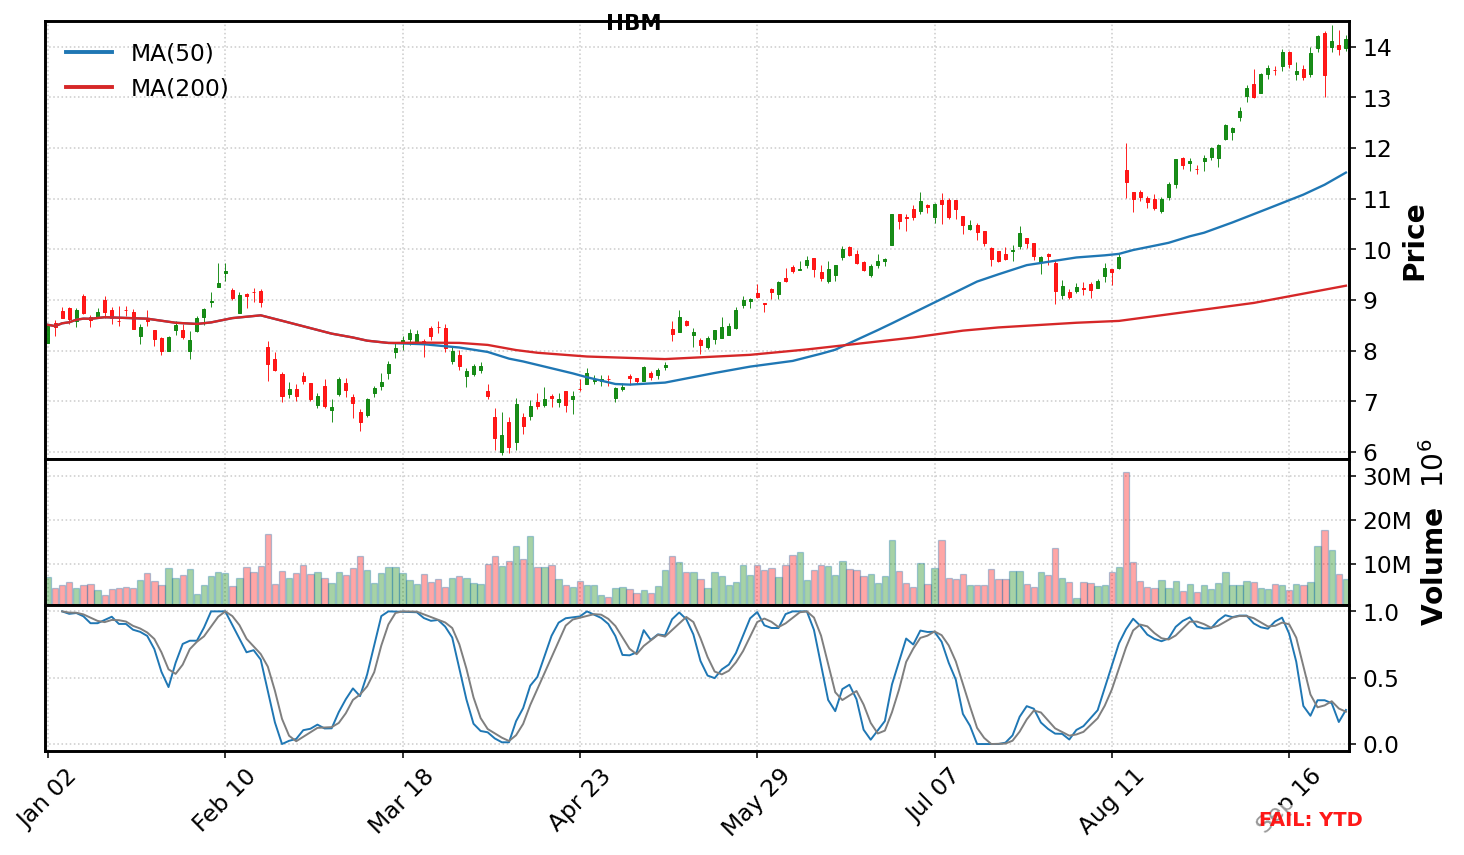 HBM
MA(50)
MA(200)
14
13
12
11
10
9
8
7
6
Price
30M
20M
10M
Volume 10^6
1.0
0.5
0.0
Jan 02
Feb 10
Mar 18
Apr 23
May 29
Jul 07
Aug 11
Sep 16
FAIL: YTD